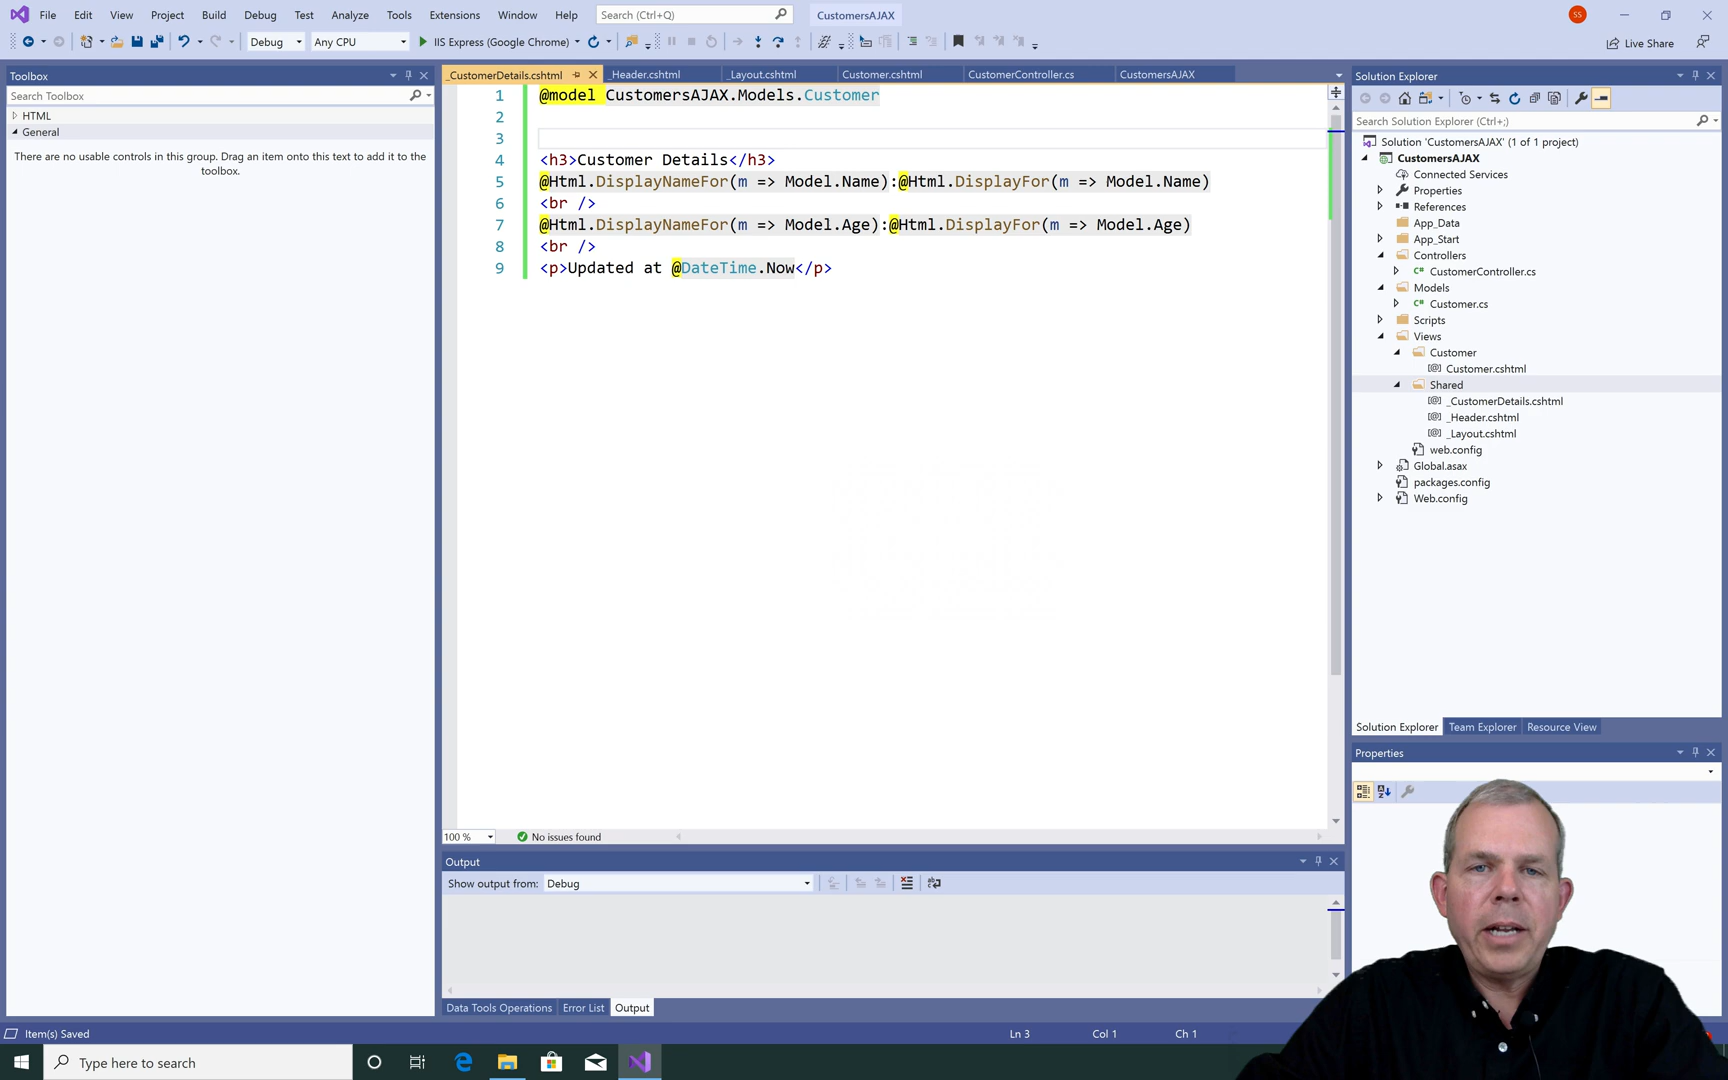 File Edit View Project Build Debug Test Analyze Tools Extensions Window Help Search (Ctrl+Q) CustomersAJAX SS
Debug Any CPU IIS Express (Google Chrome) Live Share
Toolbox
Search Toolbox
HTML
General
There are no usable controls in this group. Drag an item onto this text to add it to the
toolbox.
_CustomerDetails.cshtml _Header.cshtml _Layout.cshtml Customer.cshtml CustomerController.cs CustomersAJAX
1 @model CustomersAJAX.Models.Customer
2
3
4 <h3>Customer Details</h3>
5 @Html.DisplayNameFor(m => Model.Name):@Html.DisplayFor(m => Model.Name)
6 <br />
7 @Html.DisplayNameFor(m => Model.Age):@Html.DisplayFor(m => Model.Age)
8 <br />
9 <p>Updated at @DateTime.Now</p>
100 % No issues found
Output
Show output from: Debug
Data Tools Operations Error List Output
Solution Explorer
Search Solution Explorer (Ctrl+;)
Solution 'CustomersAJAX' (1 of 1 project)
CustomersAJAX
Connected Services
Properties
References
App_Data
App_Start
Controllers
CustomerController.cs
Models
Customer.cs
Scripts
Views
Customer
Customer.cshtml
Shared
_CustomerDetails.cshtml
_Header.cshtml
_Layout.cshtml
web.config
Global.asax
packages.config
Web.config
Solution Explorer Team Explorer Resource View
Properties
Item(s) Saved Ln 3 Col 1 Ch 1
Type here to search